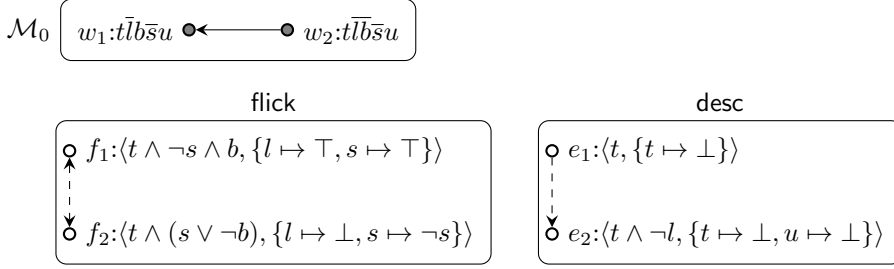 ℳ₀ w₁:tl̅bs̅u w₂:tl̅b̅s̅u
flick desc
f₁:⟨t ∧ ¬s ∧ b, {l ↦ ⊤, s ↦ ⊤}⟩ e₁:⟨t, {t ↦ ⊥}⟩
f₂:⟨t ∧ (s ∨ ¬b), {l ↦ ⊥, s ↦ ¬s}⟩ e₂:⟨t ∧ ¬l, {t ↦ ⊥, u ↦ ⊥}⟩